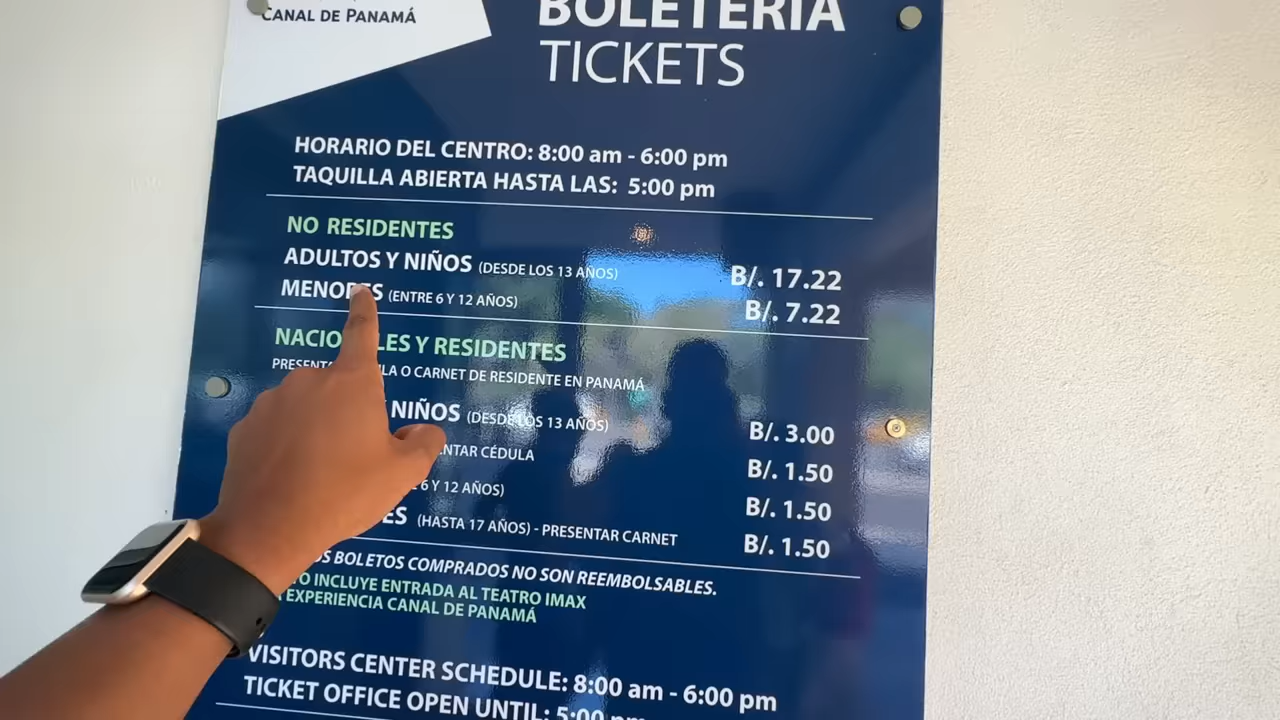 CANAL DE PANAMÁ
BOLETERÍA
TICKETS
HORARIO DEL CENTRO: 8:00 am - 6:00 pm
TAQUILLA ABIERTA HASTA LAS: 5:00 pm
NO RESIDENTES
ADULTOS Y NIÑOS (DESDE LOS 13 AÑOS) B/. 17.22
MENORES (ENTRE 6 Y 12 AÑOS) B/. 7.22
Y RESIDENTES
O CARNET DE RESIDENTE EN PANAMÁ
NIÑOS (DESDE LOS 13 AÑOS) B/. 3.00
CÉDULA B/. 1.50
6 Y 12 AÑOS) B/. 1.50
(HASTA 17 AÑOS) - PRESENTAR CARNET B/. 1.50
BOLETOS COMPRADOS NO SON REEMBOLSABLES.
INCLUYE ENTRADA AL TEATRO IMAX
EXPERIENCIA CANAL DE PANAMÁ
VISITORS CENTER SCHEDULE: 8:00 am - 6:00 pm
TICKET OFFICE OPEN UNTIL: 5:00 pm